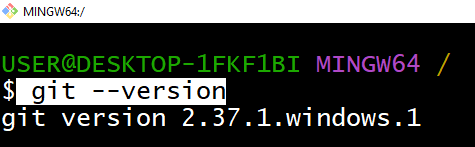 MINGW64:/
USER@DESKTOP-1FKF1BI MINGW64 /
$ git --version
git version 2.37.1.windows.1